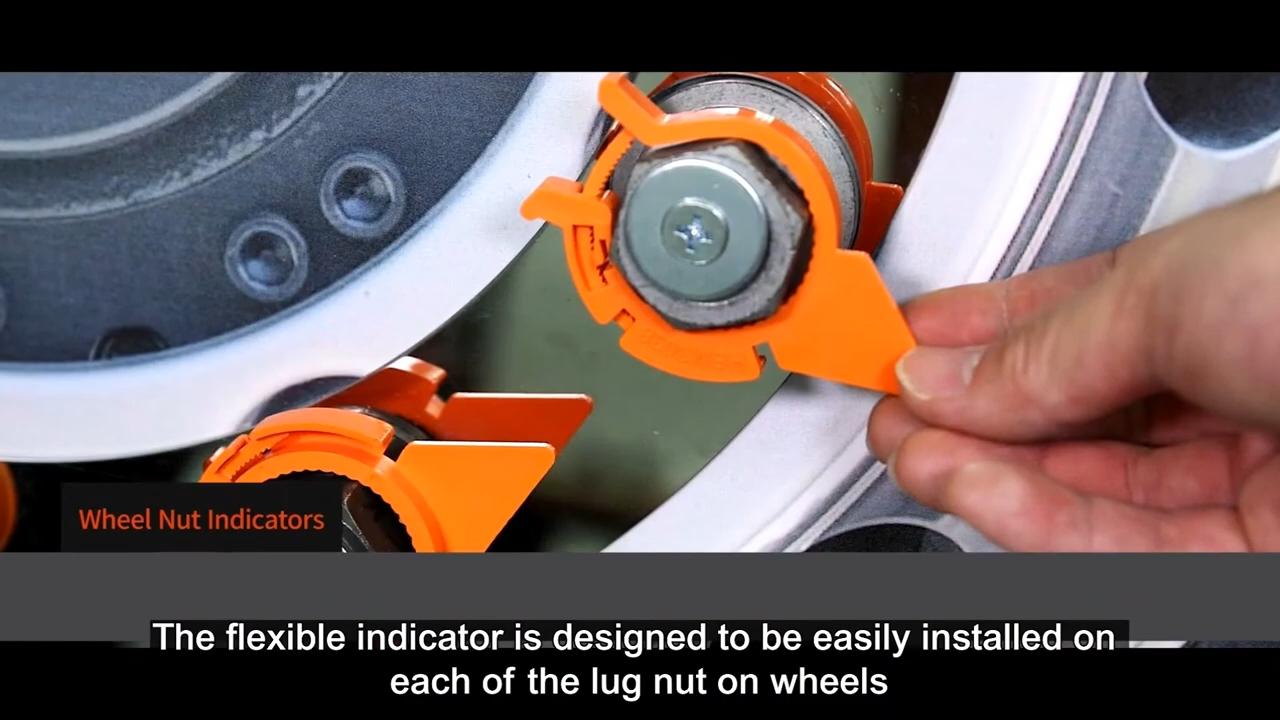 Wheel Nut Indicators
The flexible indicator is designed to be easily installed on
each of the lug nut on wheels